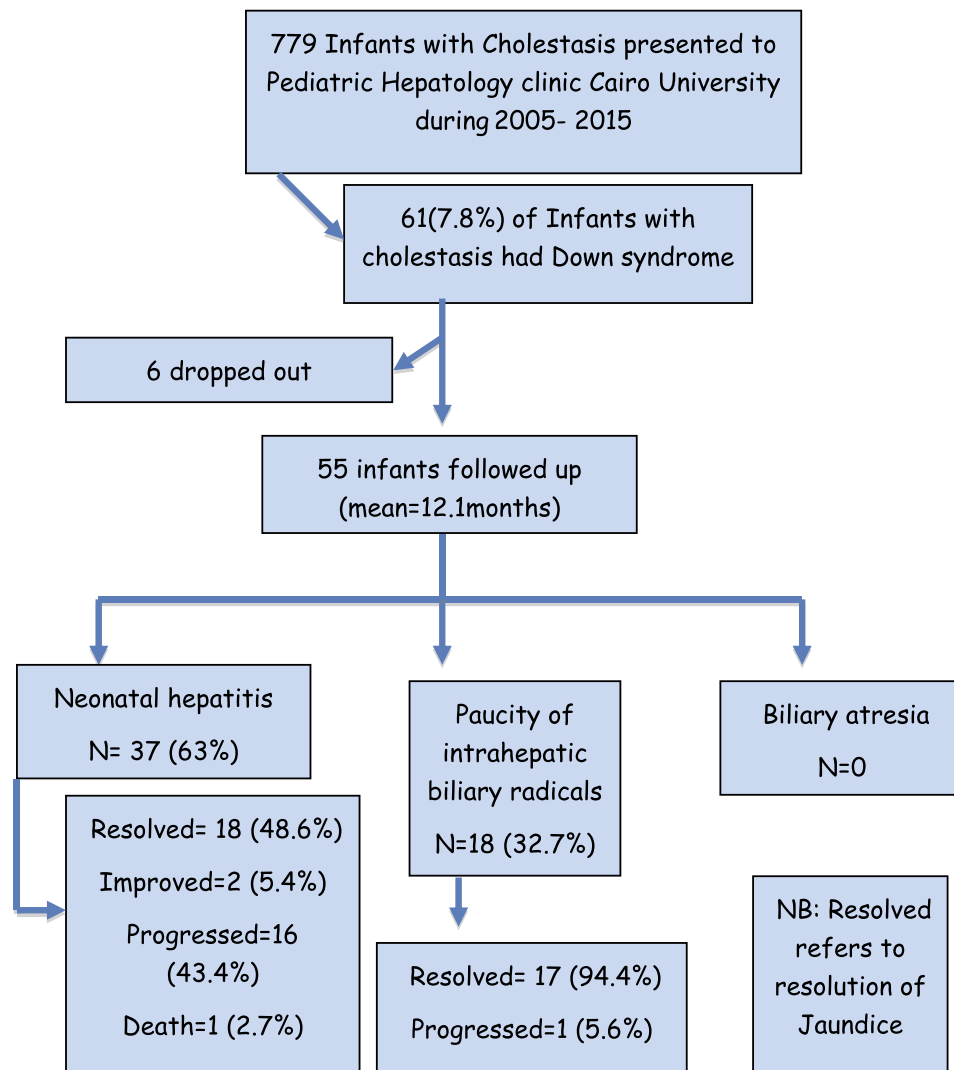 779 Infants with Cholestasis presented to
Pediatric Hepatology clinic Cairo University
during 2005- 2015
61(7.8%) of Infants with
cholestasis had Down syndrome
6 dropped out
55 infants followed up
(mean=12.1months)
Neonatal hepatitis
N= 37 (63%)
Resolved= 18 (48.6%)
Improved=2 (5.4%)
Progressed=16
(43.4%)
Death=1 (2.7%)
Paucity of
intrahepatic
biliary radicals
N=18 (32.7%)
Resolved= 17 (94.4%)
Progressed=1 (5.6%)
Biliary atresia
N=0
NB: Resolved
refers to
resolution of
Jaundice